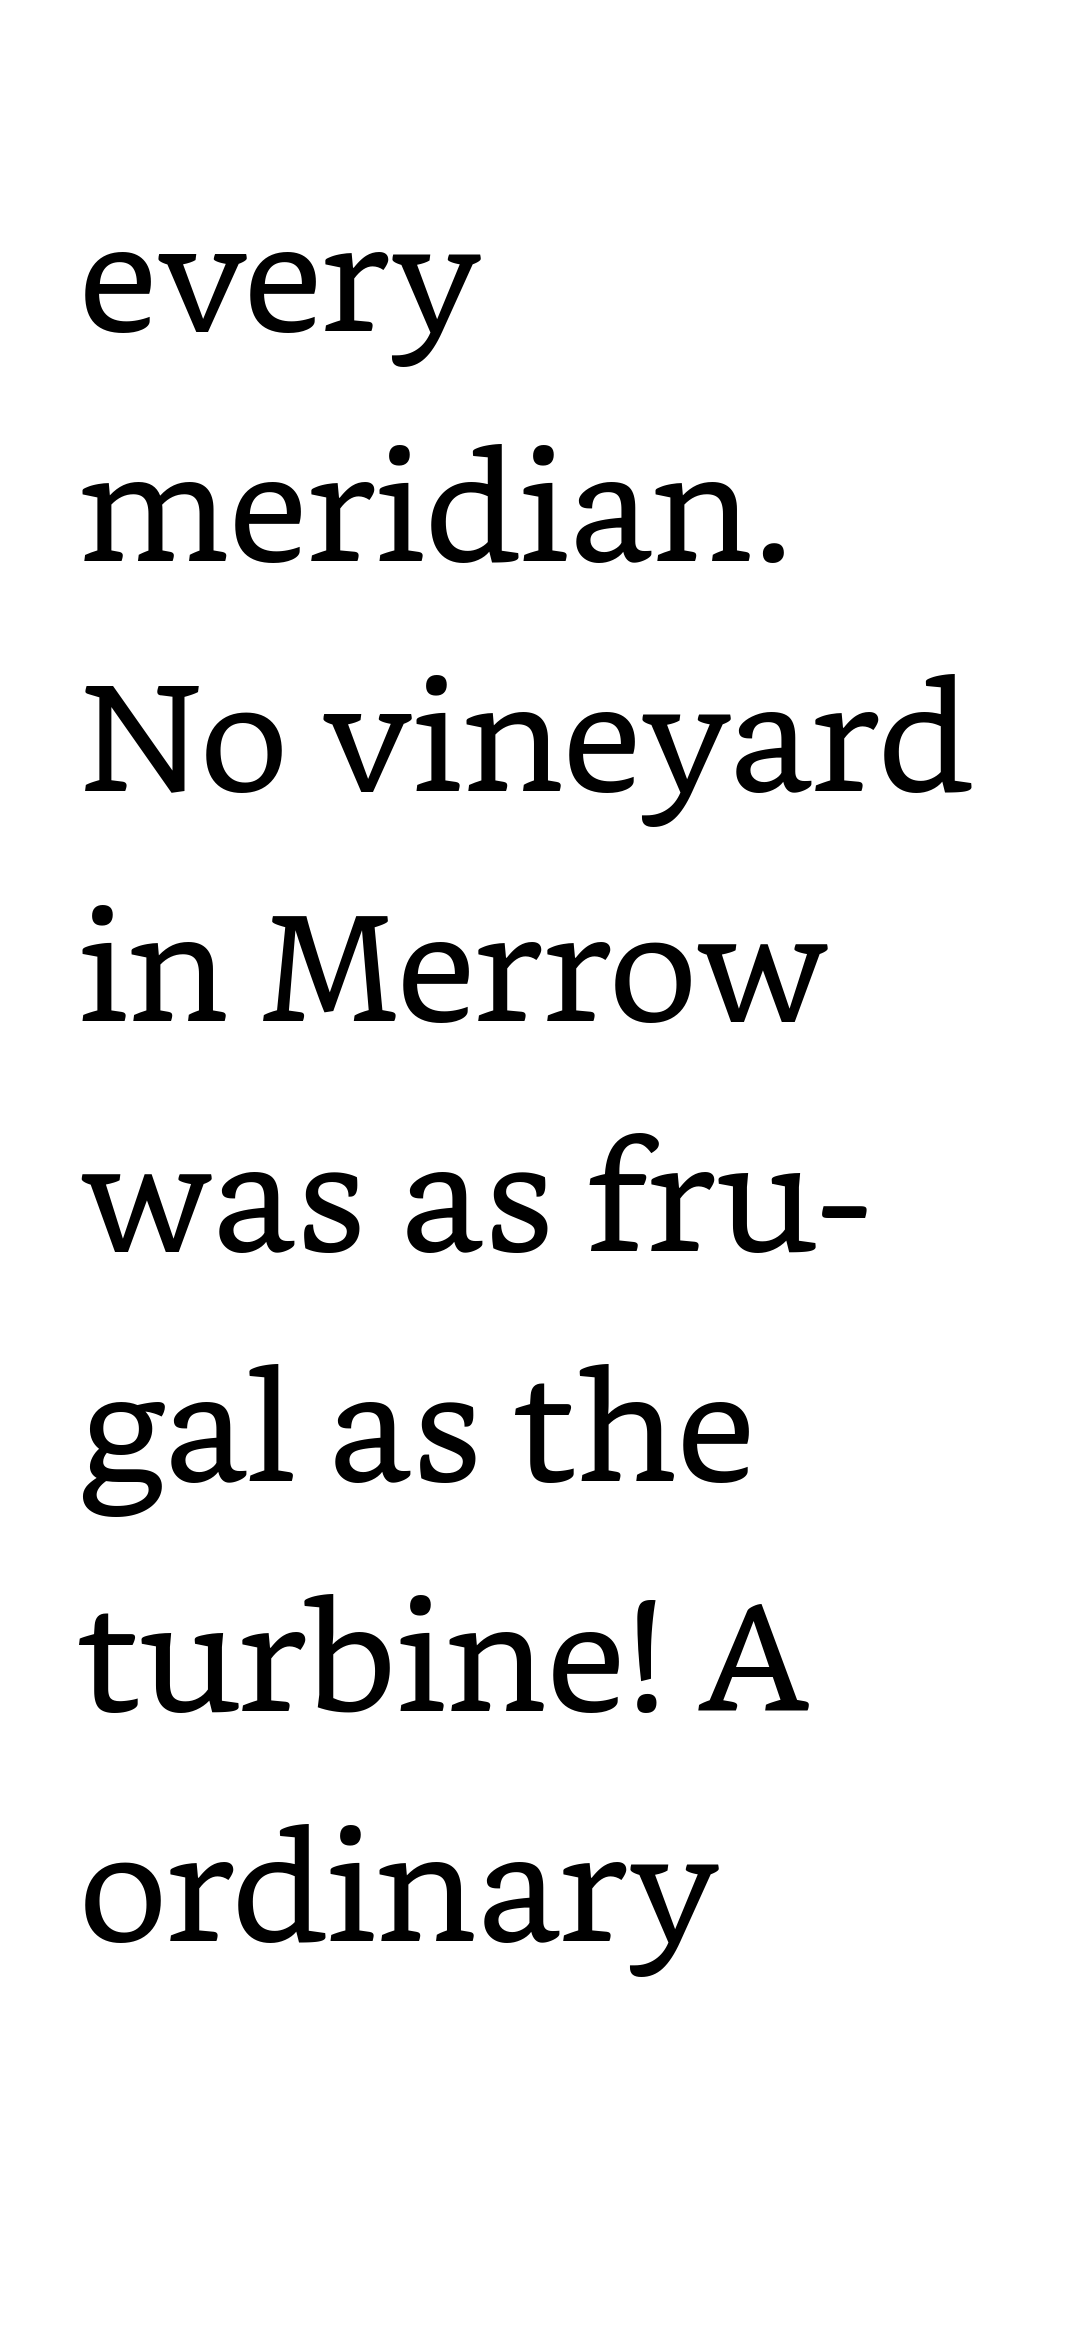 every
meridian.
No vineyard
in Merrow
was as fru-
gal as the
turbine! A
ordinary